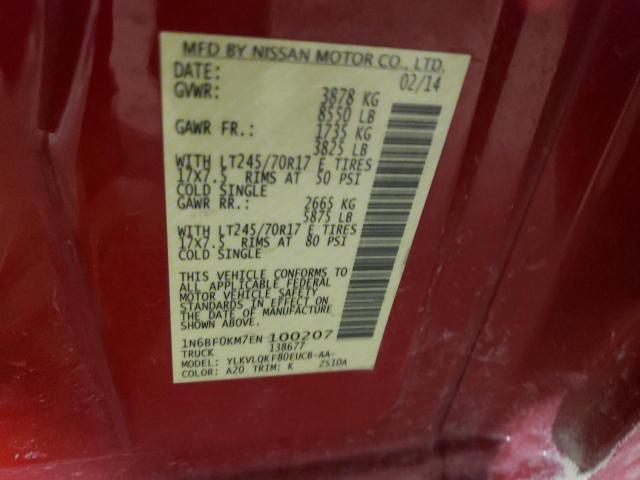 MFD BY NISSAN MOTOR CO., LTD.
DATE: 02/14
GVWR: 3878 KG
8550 LB
GAWR FR.: 1735 KG
3825 LB
WITH LT245/70R17 E TIRES
17X7.5 RIMS AT 50 PSI
COLD SINGLE
GAWR RR.: 2665 KG
5875 LB
WITH LT245/70R17 E TIRES
17X7.5 RIMS AT 80 PSI
COLD SINGLE
THIS VEHICLE CONFORMS TO
ALL APPLICABLE FEDERAL
MOTOR VEHICLE SAFETY
STANDARDS IN EFFECT ON
THE DATE OF MANUFACTURE
SHOWN ABOVE.
1N6BF0KM7EN100207
TRUCK 138677
MODEL: YLKVLQKF80EUCB-AA-
COLOR: A20 TRIM: K ZSIDA